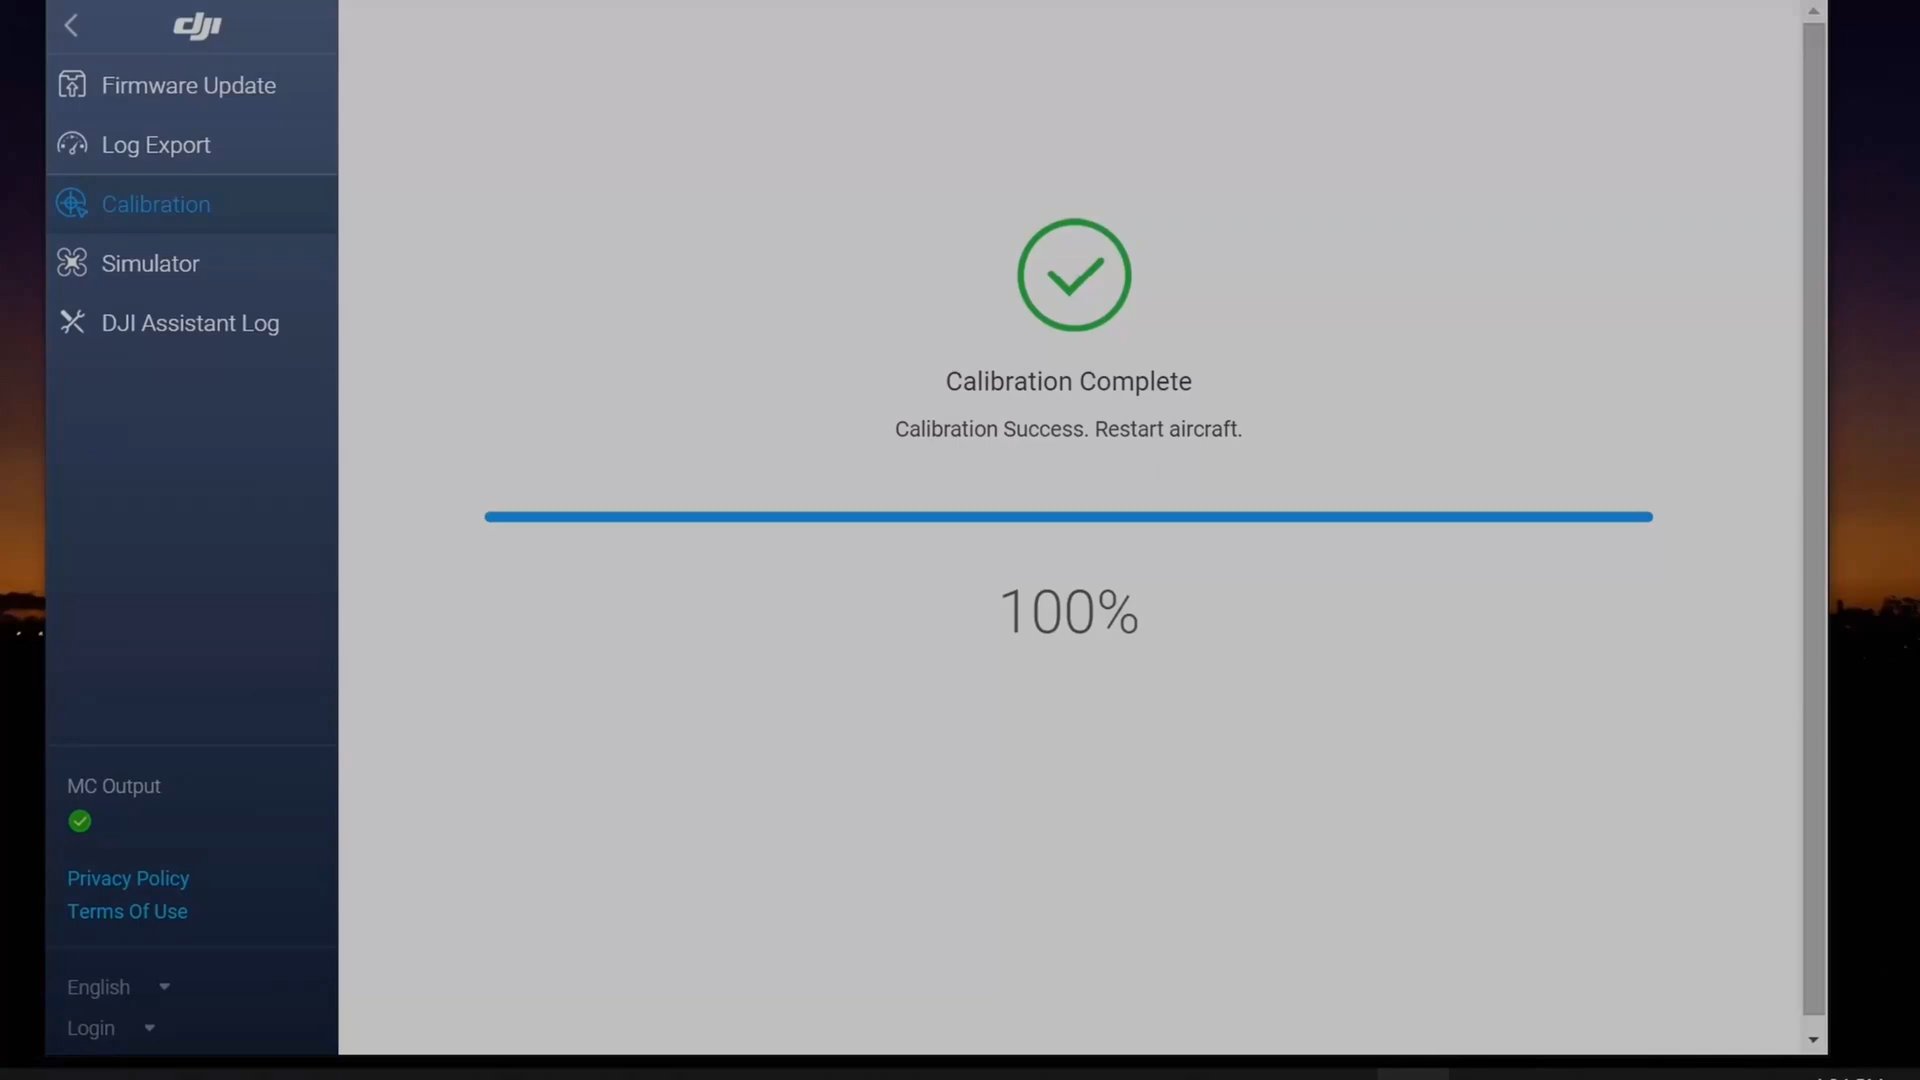 dji
Firmware Update
Log Export
Calibration
Simulator
DJI Assistant Log
MC Output
Privacy Policy
Terms Of Use
English
Login
Calibration Complete
Calibration Success. Restart aircraft.
100%